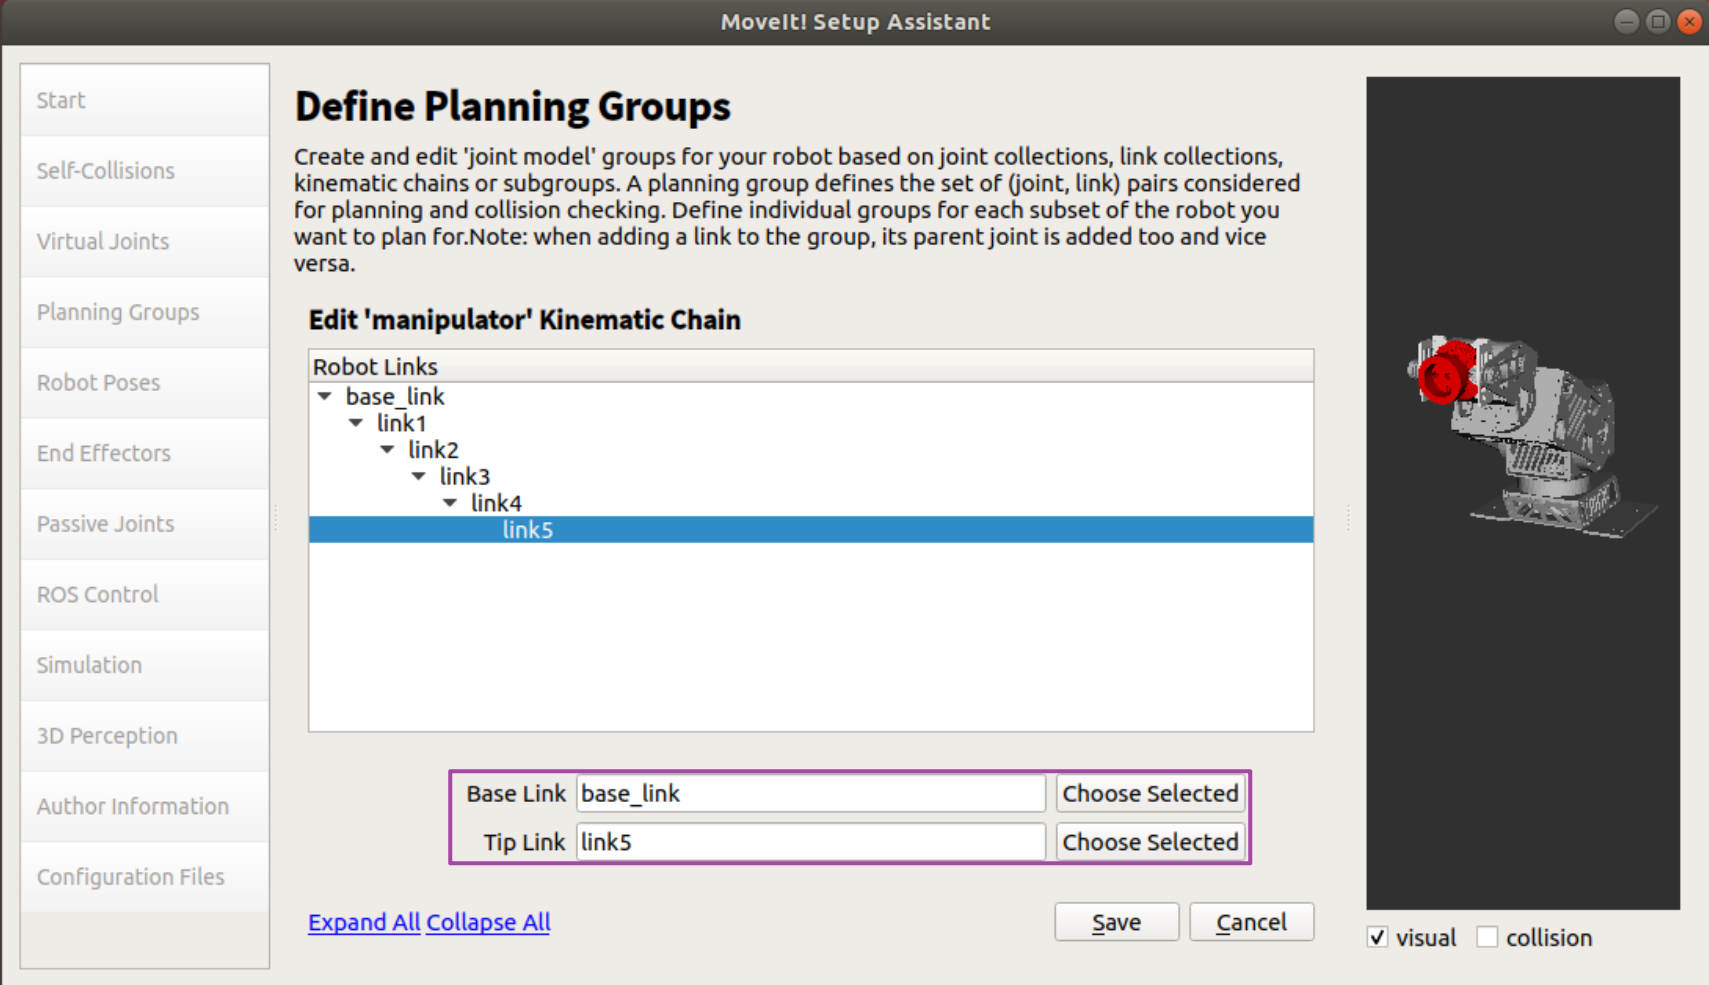 MoveIt! Setup Assistant
Start
Self-Collisions
Virtual Joints
Planning Groups
Robot Poses
End Effectors
Passive Joints
ROS Control
Simulation
3D Perception
Author Information
Configuration Files
Define Planning Groups
Create and edit 'joint model' groups for your robot based on joint collections, link collections,
kinematic chains or subgroups. A planning group defines the set of (joint, link) pairs considered
for planning and collision checking. Define individual groups for each subset of the robot you
want to plan for.Note: when adding a link to the group, its parent joint is added too and vice
versa.
Edit 'manipulator' Kinematic Chain
Robot Links
base_link
link1
link2
link3
link4
link5
Base Link base_link Choose Selected
Tip Link link5 Choose Selected
Expand All Collapse All Save Cancel
visual collision